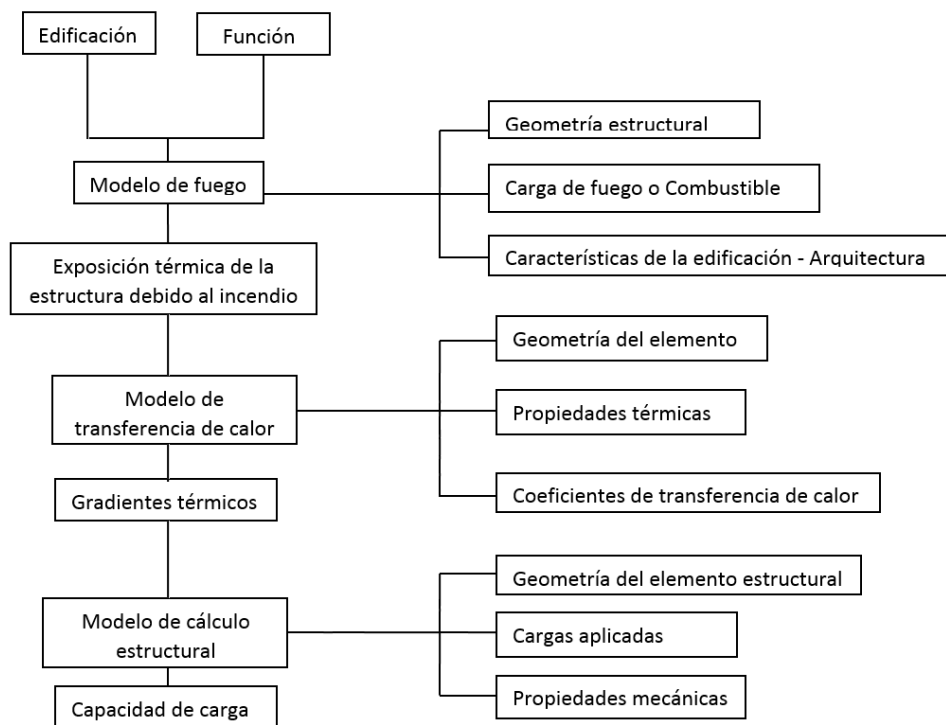 Edificación
Función
Geometría estructural
Modelo de fuego
Carga de fuego o Combustible
Características de la edificación - Arquitectura
Exposición térmica de la
estructura debido al incendio
Geometría del elemento
Modelo de
transferencia de calor
Propiedades térmicas
Gradientes térmicos
Coeficientes de transferencia de calor
Geometría del elemento estructural
Modelo de cálculo
estructural
Cargas aplicadas
Capacidad de carga
Propiedades mecánicas